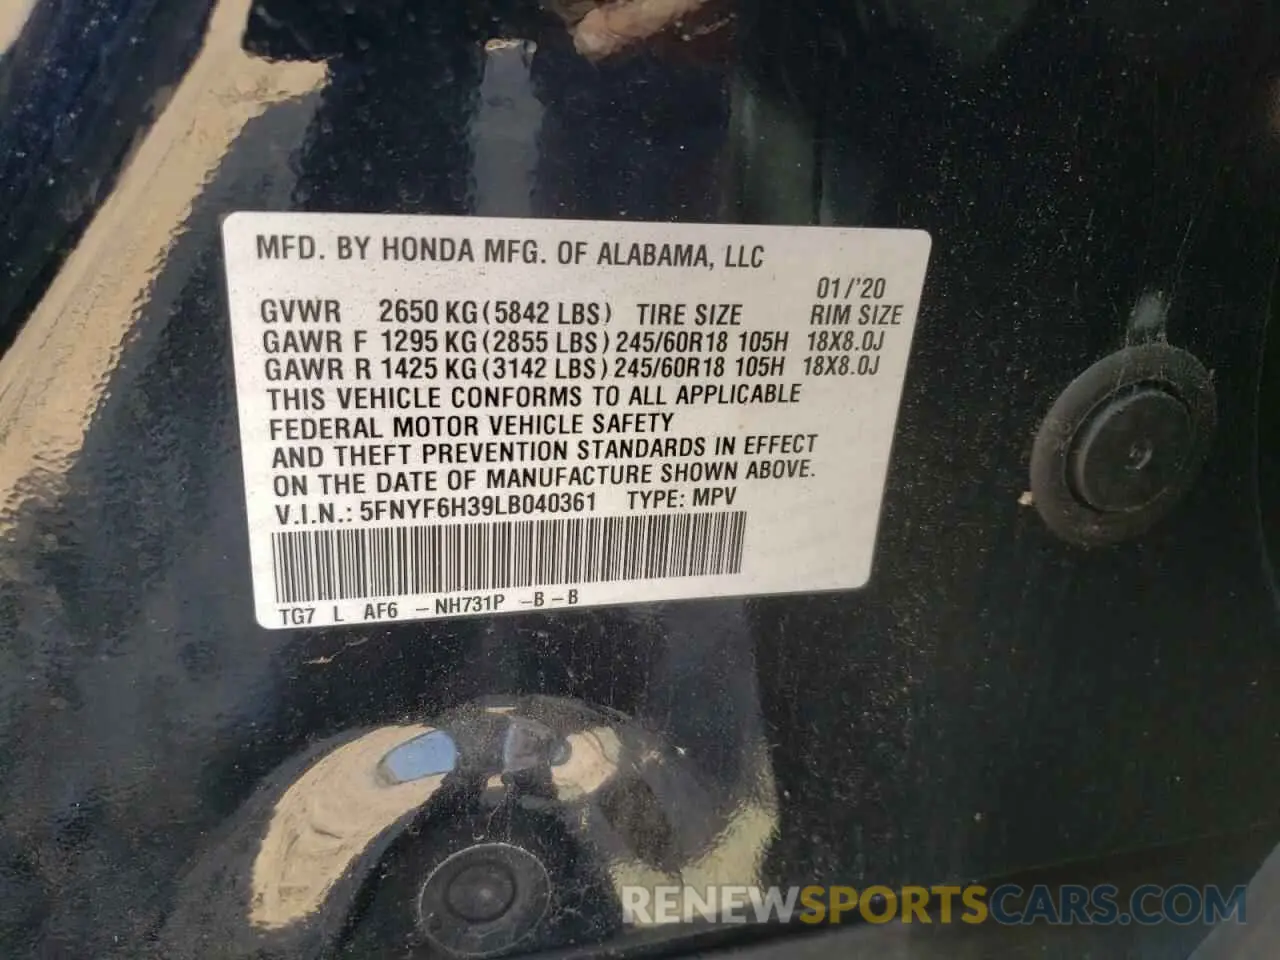 MFD. BY HONDA MFG. OF ALABAMA, LLC
01/'20
GVWR 2650 KG (5842 LBS) TIRE SIZE RIM SIZE
GAWR F 1295 KG (2855 LBS) 245/60R18 105H 18X8.0J
GAWR R 1425 KG (3142 LBS) 245/60R18 105H 18X8.0J
THIS VEHICLE CONFORMS TO ALL APPLICABLE
FEDERAL MOTOR VEHICLE SAFETY
AND THEFT PREVENTION STANDARDS IN EFFECT
ON THE DATE OF MANUFACTURE SHOWN ABOVE.
V.I.N.: 5FNYF6H39LB040361 TYPE: MPV
TG7 L AF6 -NH731P -B-B
RENEWSPORTSCARS.COM